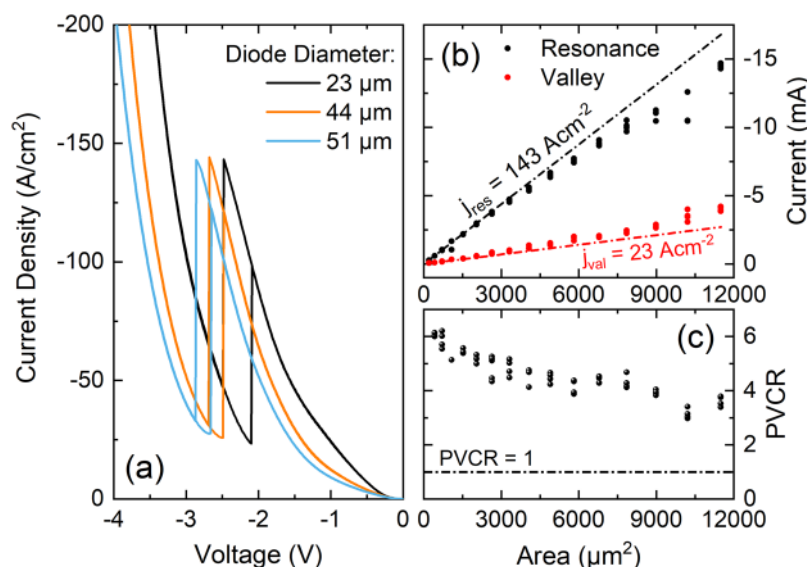 Current Density (A/cm²)
-200
-150
-100
-50
0
Diode Diameter:
23 µm
44 µm
51 µm
(a)
-4
-3
-2
-1
0
Voltage (V)
(b)
Resonance
Valley
j_res = 143 Acm⁻²
j_val = 23 Acm⁻²
-15
-10
-5
0
Current (mA)
0 3000 6000 9000 12000
(c)
PVCR = 1
6
4
2
0
PVCR
0 3000 6000 9000 12000
Area (µm²)